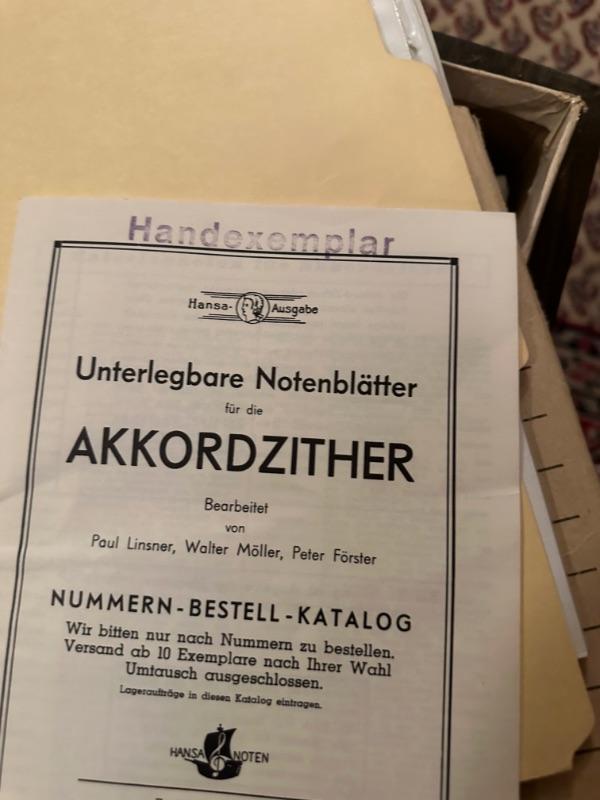 Handexemplar
Hansa- Ausgabe
Unterlegbare Notenblätter
für die
AKKORDZITHER
Bearbeitet
von
Paul Linsner, Walter Möller, Peter Förster
NUMMERN-BESTELL-KATALOG
Wir bitten nur nach Nummern zu bestellen.
Versand ab 10 Exemplare nach Ihrer Wahl
Umtausch ausgeschlossen.
Lageraufträge in diesen Katalog eintragen.
HANSA NOTEN